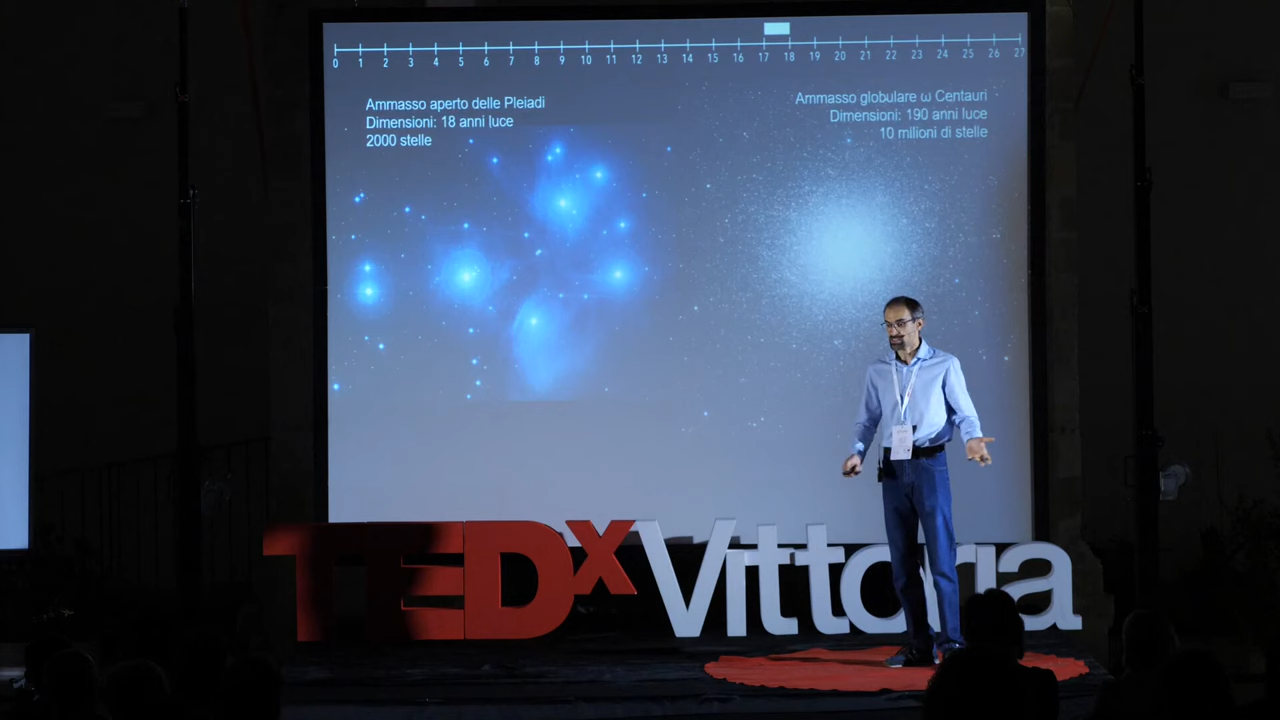 0 1 2 3 4 5 6 7 8 9 10 11 12 13 14 15 16 17 18 19 20 21 22 23 24 25 26 27
Ammasso aperto delle Pleiadi
Dimensioni: 18 anni luce
2000 stelle
Ammasso globulare ω Centauri
Dimensioni: 190 anni luce
10 milioni di stelle
TEDxVittoria